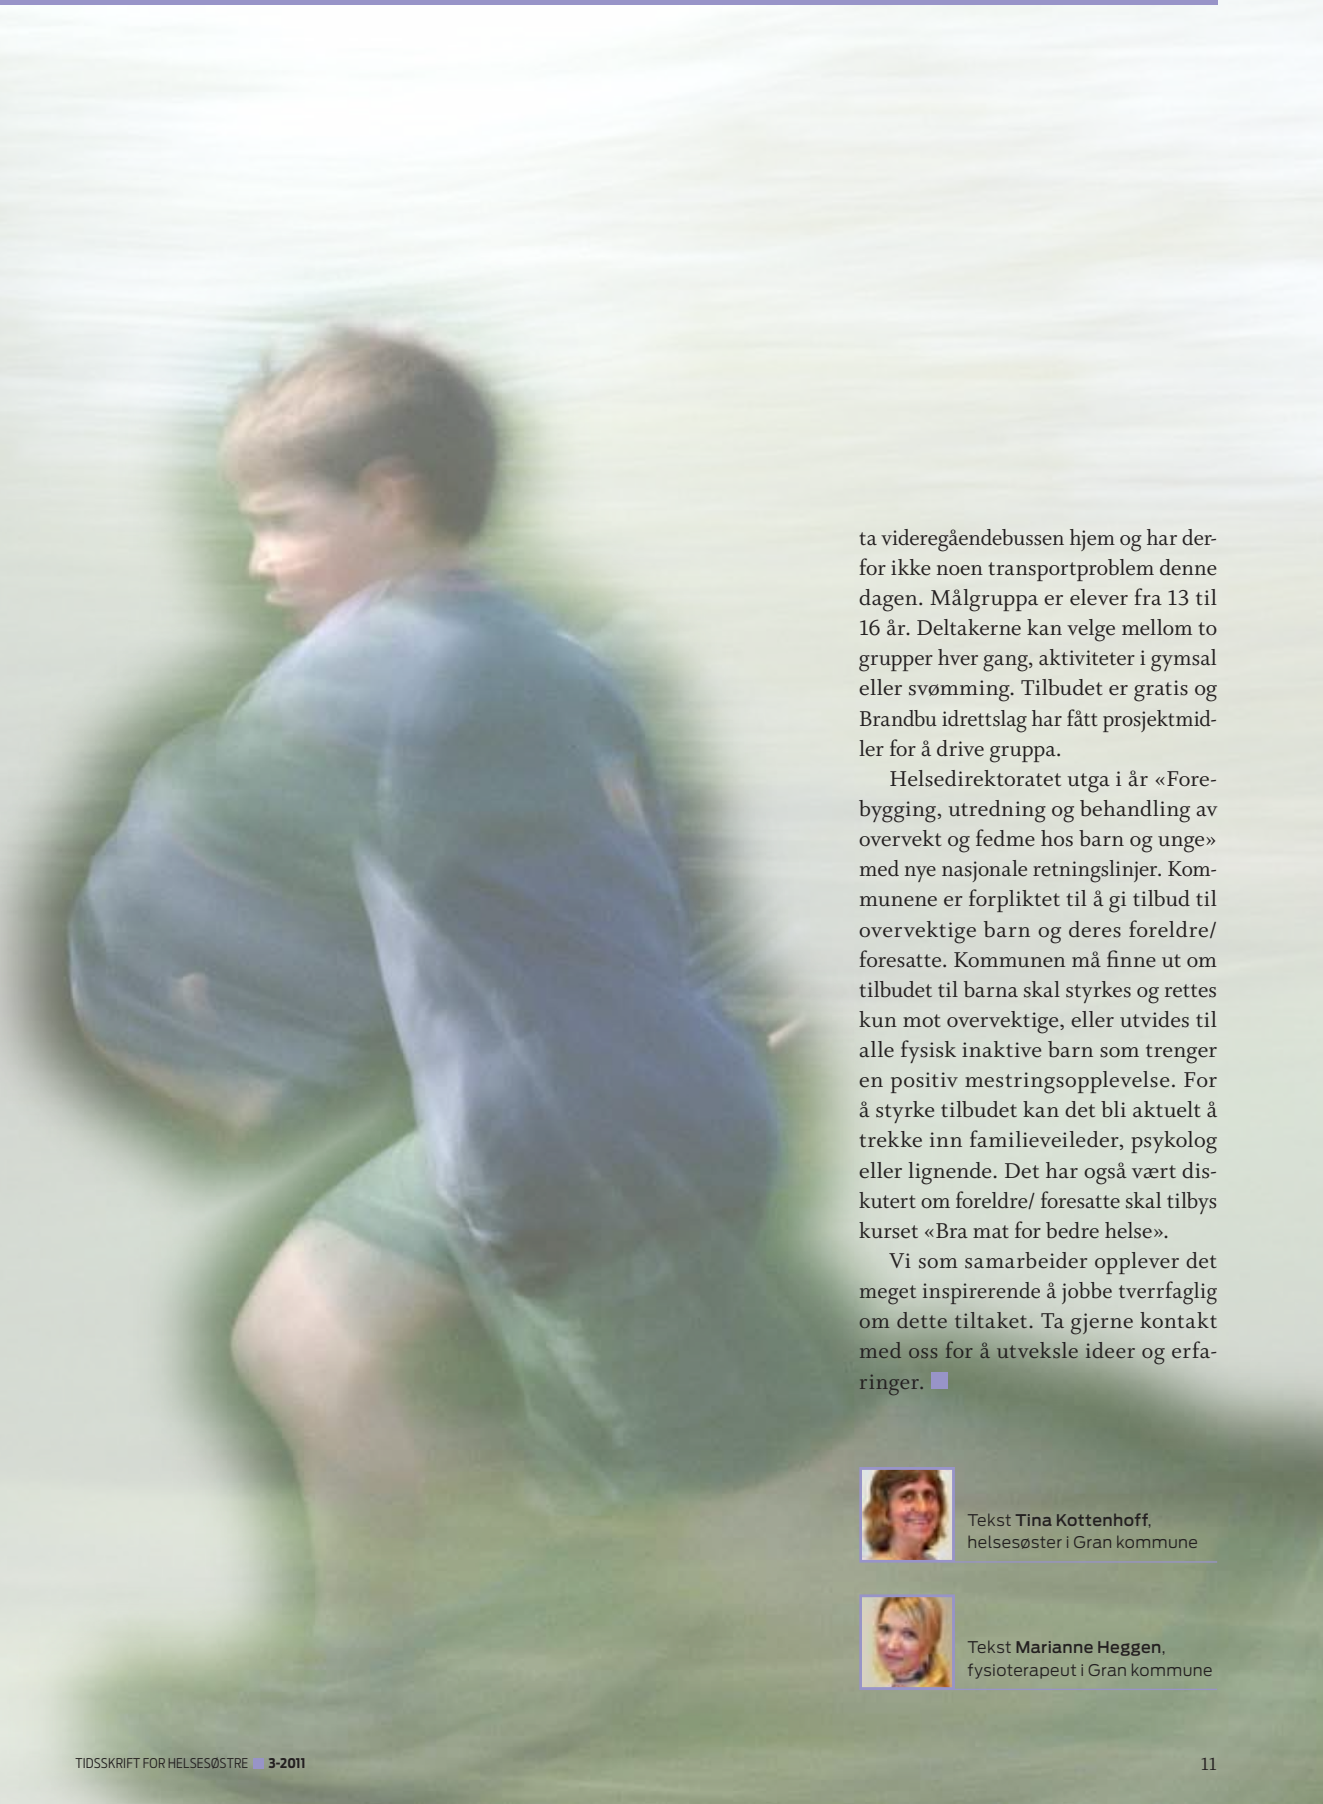 ta videregåendebussen hjem og har der-
for ikke noen transportproblem denne
dagen. Målgruppa er elever fra 13 til
16 år. Deltakerne kan velge mellom to
grupper hver gang, aktiviteter i gymsal
eller svømming. Tilbudet er gratis og
Brandbu idrettslag har fått prosjektmid-
ler for å drive gruppa.
Helsedirektoratet utga i år «Fore-
bygging, utredning og behandling av
overvekt og fedme hos barn og unge»
med nye nasjonale retningslinjer. Kom-
munene er forpliktet til å gi tilbud til
overvektige barn og deres foreldre/
foresatte. Kommunen må finne ut om
tilbudet til barna skal styrkes og rettes
kun mot overvektige, eller utvides til
alle fysisk inaktive barn som trenger
en positiv mestringsopplevelse. For
å styrke tilbudet kan det bli aktuelt å
trekke inn familieveileder, psykolog
eller lignende. Det har også vært dis-
kutert om foreldre/ foresatte skal tilbys
kurset «Bra mat for bedre helse».
Vi som samarbeider opplever det
meget inspirerende å jobbe tverrfaglig
om dette tiltaket. Ta gjerne kontakt
med oss for å utveksle ideer og erfa-
ringer.
Tekst Tina Kottenhoff,
helsesøster i Gran kommune
Tekst Marianne Heggen,
fysioterapeut i Gran kommune
TIDSSKRIFT FOR HELSESØSTRE 3-2011
11